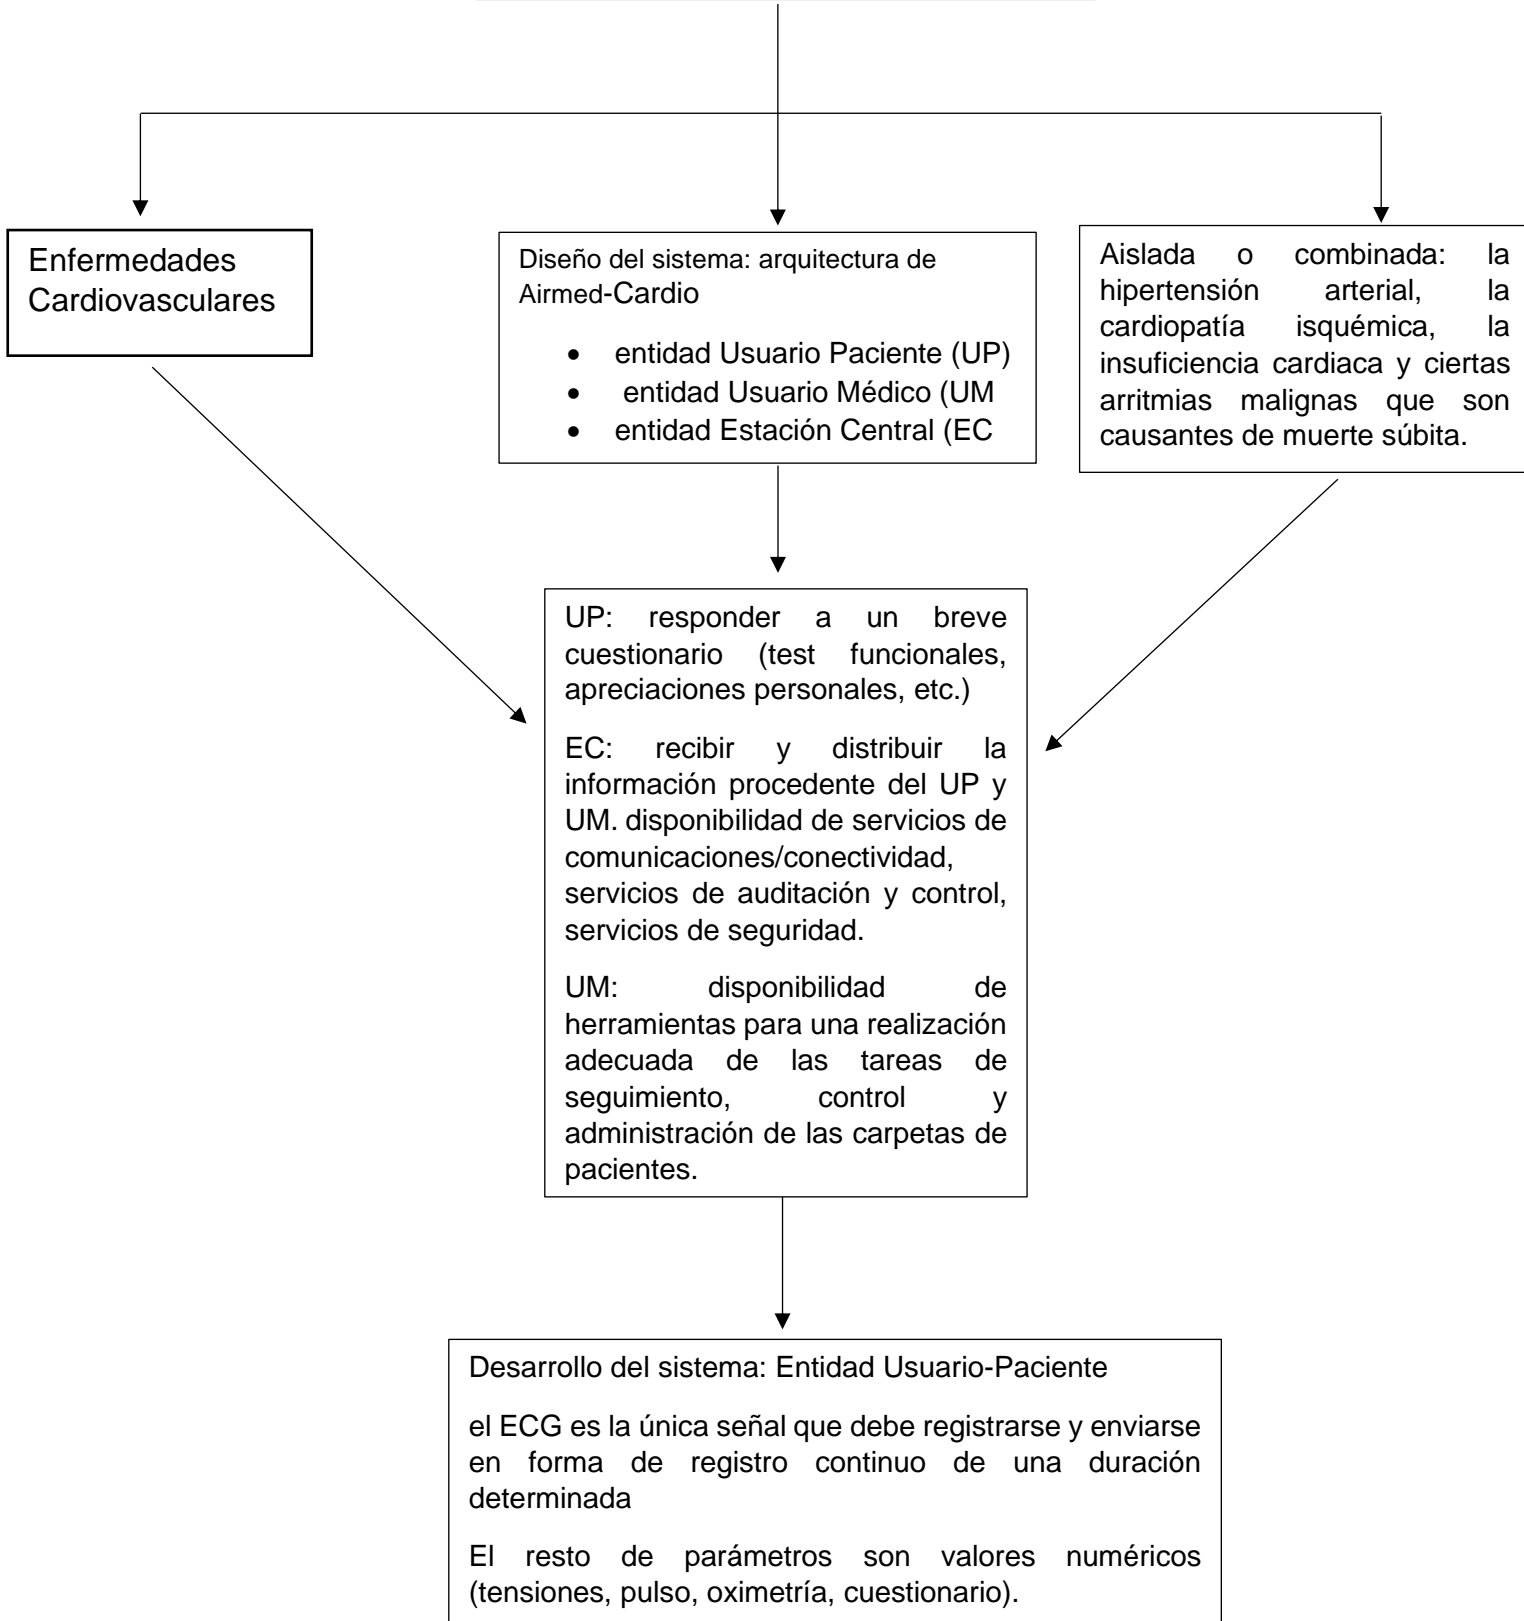 Enfermedades
Cardiovasculares
Diseño del sistema: arquitectura de
Airmed-Cardio
• entidad Usuario Paciente (UP)
• entidad Usuario Médico (UM
• entidad Estación Central (EC
Aislada o combinada: la
hipertensión arterial, la
cardiopatía isquémica, la
insuficiencia cardiaca y ciertas
arritmias malignas que son
causantes de muerte súbita.
UP: responder a un breve
cuestionario (test funcionales,
apreciaciones personales, etc.)
EC: recibir y distribuir la
información procedente del UP y
UM. disponibilidad de servicios de
comunicaciones/conectividad,
servicios de auditación y control,
servicios de seguridad.
UM: disponibilidad de
herramientas para una realización
adecuada de las tareas de
seguimiento, control y
administración de las carpetas de
pacientes.
Desarrollo del sistema: Entidad Usuario-Paciente
el ECG es la única señal que debe registrarse y enviarse
en forma de registro continuo de una duración
determinada
El resto de parámetros son valores numéricos
(tensiones, pulso, oximetría, cuestionario).